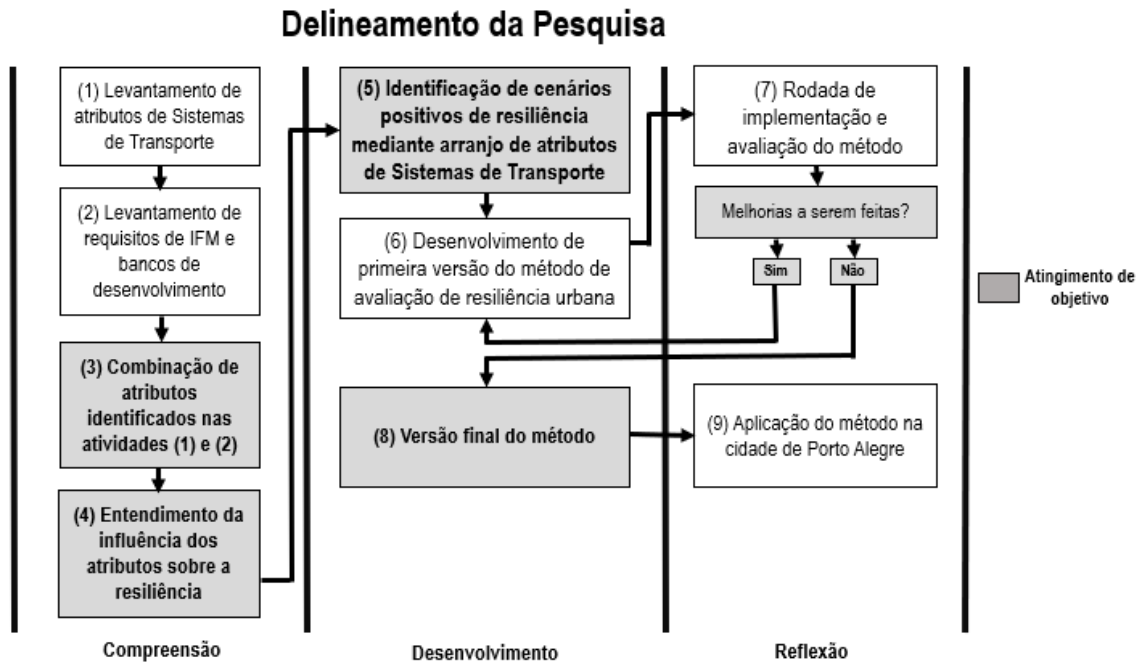 Delineamento da Pesquisa
(1) Levantamento de
atributos de Sistemas
de Transporte
(2) Levantamento de
requisitos de IFM e
bancos de
desenvolvimento
(3) Combinação de
atributos
identificados nas
atividades (1) e (2)
(4) Entendimento da
influência dos
atributos sobre a
resiliência
Compreensão
(5) Identificação de cenários
positivos de resiliência
mediante arranjo de atributos
de Sistemas de Transporte
(6) Desenvolvimento de
primeira versão do método de
avaliação de resiliência urbana
(8) Versão final do método
Desenvolvimento
(7) Rodada de
implementação e
avaliação do método
Melhorias a serem feitas?
Sim
Não
(9) Aplicação do método na
cidade de Porto Alegre
Reflexão
Atingimento de
objetivo